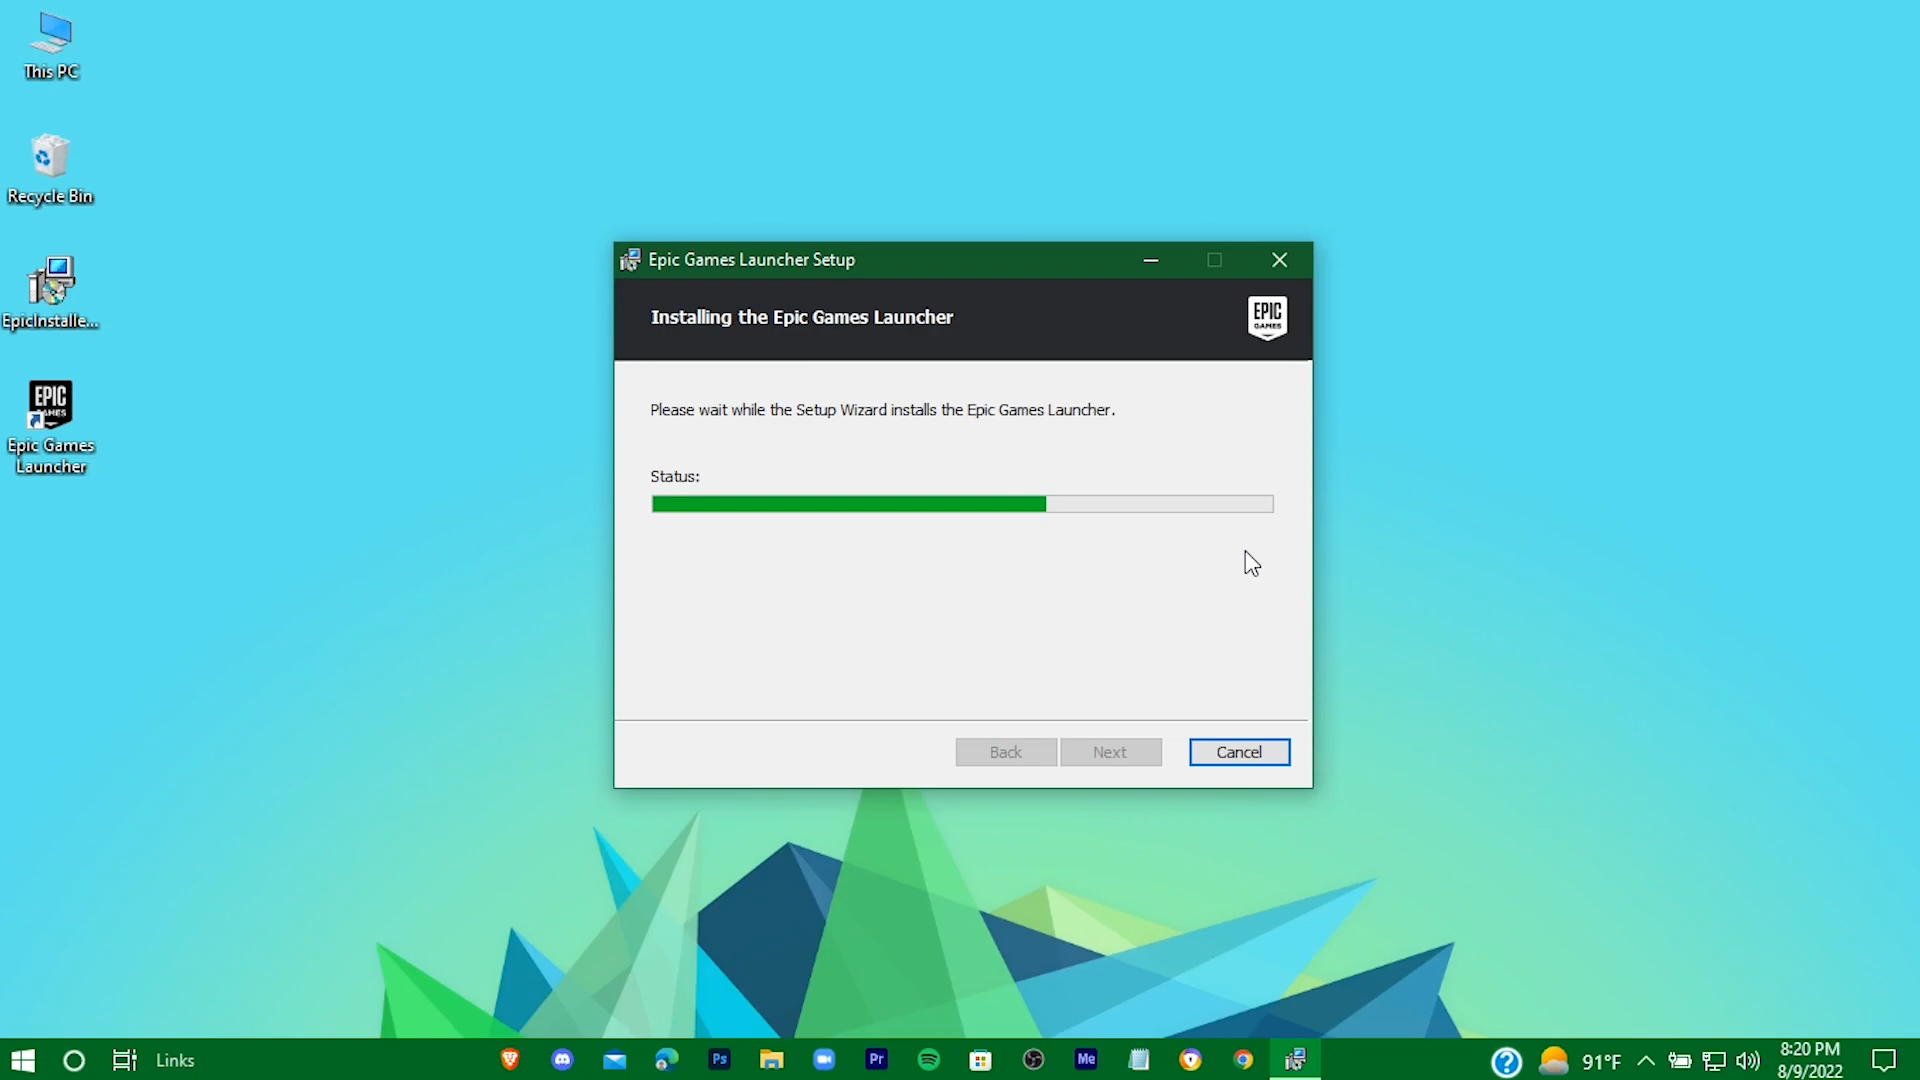 This PC
Recycle Bin
EpicInstalle...
EPIC
GAMES
Epic Games
Launcher
Epic Games Launcher Setup
Installing the Epic Games Launcher
EPIC
GAMES
Please wait while the Setup Wizard installs the Epic Games Launcher.
Status:
Back
Next
Cancel
Links
Ps
Pr
Me
91°F
8:20 PM
8/9/2022